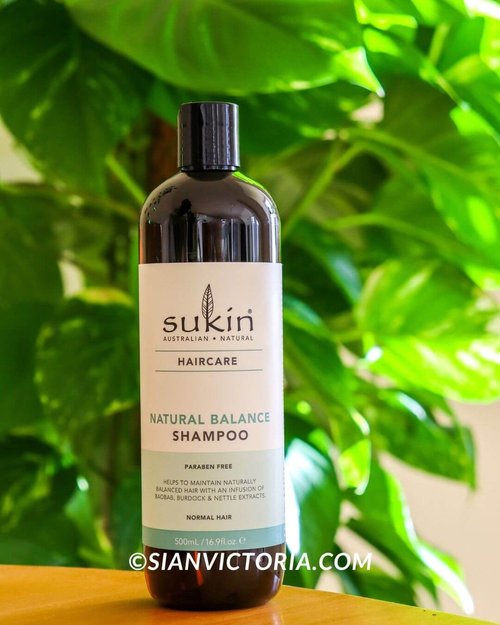 sukin
AUSTRALIAN • NATURAL
HAIRCARE
NATURAL BALANCE
SHAMPOO
PARABEN FREE
HELPS TO MAINTAIN NATURALLY
BALANCED HAIR WITH AN INFUSION OF
BAOBAB, BURDOCK & NETTLE EXTRACTS.
NORMAL HAIR
500mL / 16.9fl oz ℮
©SIANVICTORIA.COM